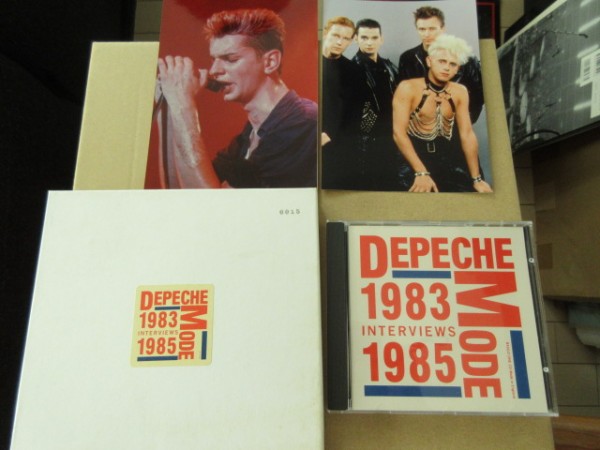 0015
DEPECHE
MODE
1983
INTERVIEWS
1985
DEPECHE
MODE
1983
INTERVIEWS
1985